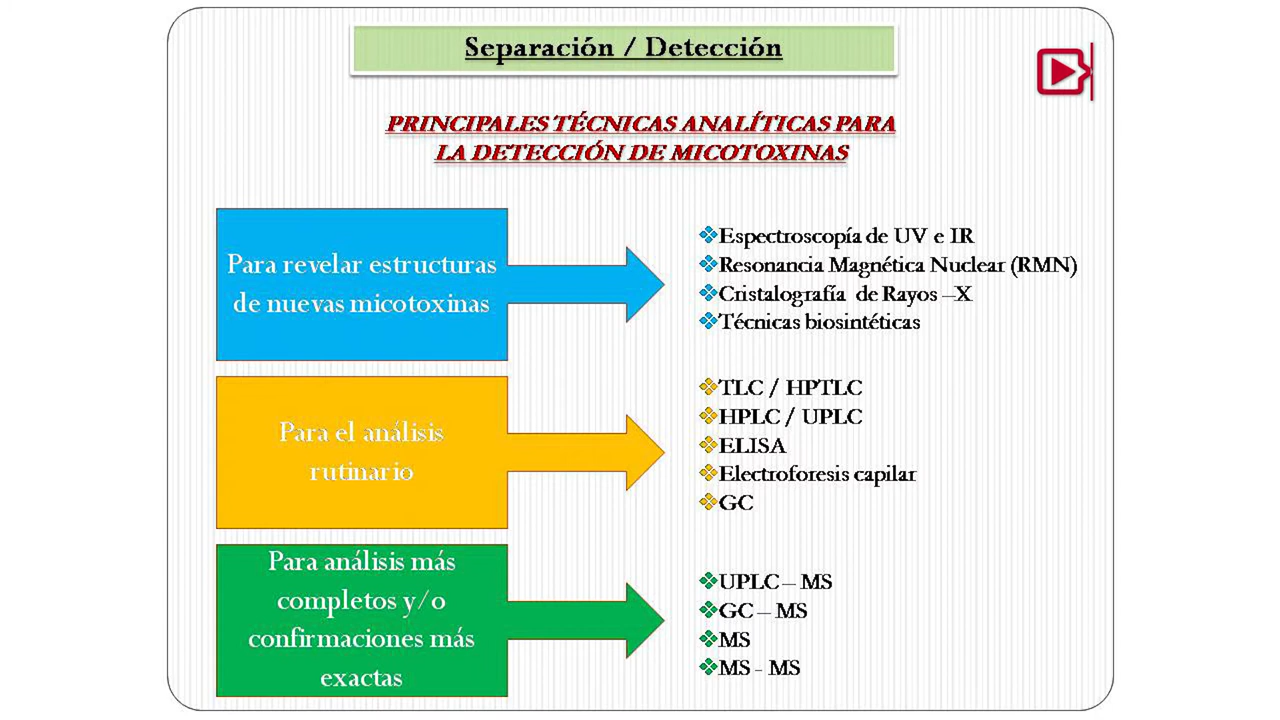 Separación / Detección
PRINCIPALES TÉCNICAS ANALÍTICAS PARA
LA DETECCIÓN DE MICOTOXINAS
Para revelar estructuras
de nuevas micotoxinas
❖Espectroscopía de UV e IR
❖Resonancia Magnética Nuclear (RMN)
❖Cristalografía de Rayos –X
❖Técnicas biosintéticas
Para el análisis
rutinario
❖TLC / HPTLC
❖HPLC / UPLC
❖ELISA
❖Electroforesis capilar
❖GC
Para análisis más
completos y/o
confirmaciones más
exactas
❖UPLC – MS
❖GC – MS
❖MS
❖MS - MS